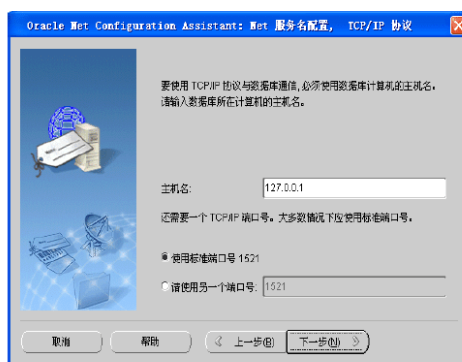 Oracle Net Configuration Assistant: Net 服务名配置, TCP/IP 协议
要使用 TCP/IP 协议与数据库通信,必须使用数据库计算机的主机名。
请输入数据库所在计算机的主机名。
主机名: 127.0.0.1
还需要一个 TCP/IP 端口号。大多数情况下应使用标准端口号。
使用标准端口号 1521
请使用另一个端口号: 1521
取消 帮助 上一步(B) 下一步(N)